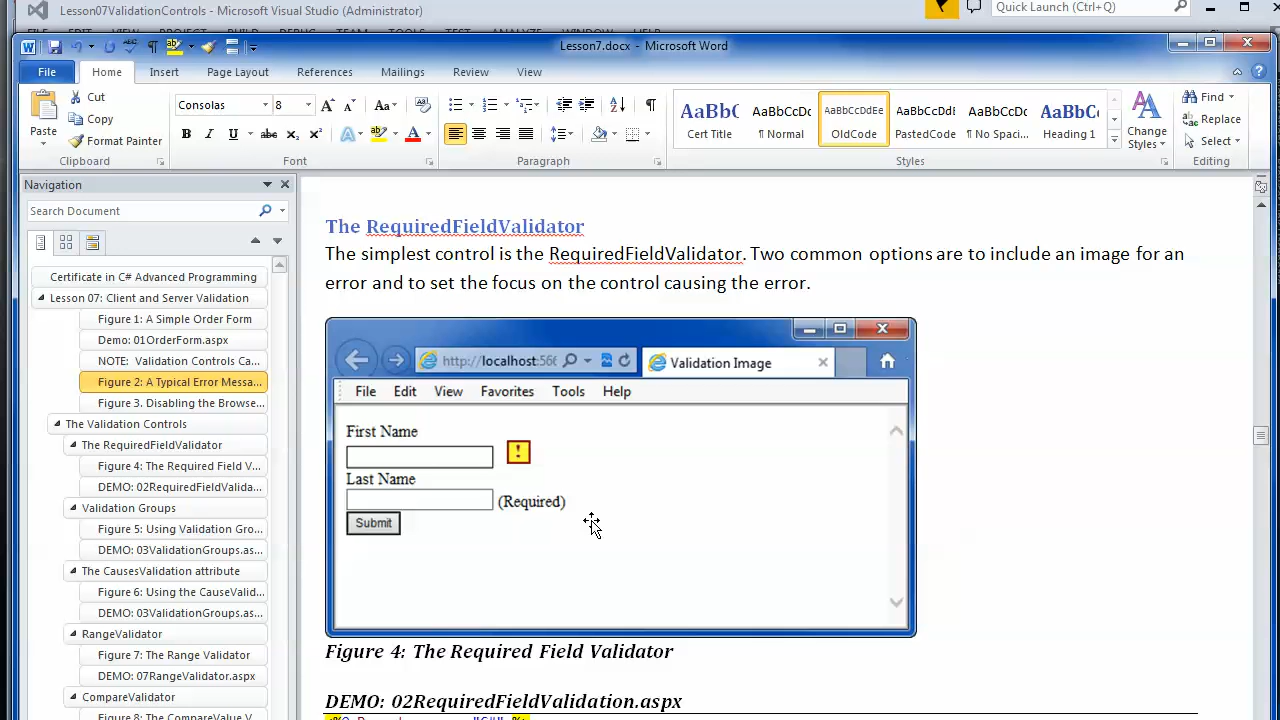 Lesson07ValidationControls - Microsoft Visual Studio (Administrator)
Quick Launch (Ctrl+Q)
Lesson7.docx - Microsoft Word
File Home Insert Page Layout References Mailings Review View
Paste
Cut
Copy
Format Painter
Clipboard
Consolas 8
Font
Paragraph
AaBbC AaBbCcDc AaBbCcDdEe AaBbCcDdI AaBbCcDc AaBbC
Cert Title ¶ Normal OldCode PastedCode ¶ No Spaci... Heading 1
Change Styles
Styles
Find
Replace
Select
Editing
Navigation
Search Document
Certificate in C# Advanced Programming
Lesson 07: Client and Server Validation
Figure 1: A Simple Order Form
Demo: 01OrderForm.aspx
NOTE: Validation Controls Ca...
Figure 2: A Typical Error Messa...
Figure 3. Disabling the Browse...
The Validation Controls
The RequiredFieldValidator
Figure 4: The Required Field V...
DEMO: 02RequiredFieldValida...
Validation Groups
Figure 5: Using Validation Gro...
DEMO: 03ValidationGroups.as...
The CausesValidation attribute
Figure 6: Using the CauseValid...
DEMO: 03ValidationGroups.as...
RangeValidator
Figure 7: The Range Validator
DEMO: 07RangeValidator.aspx
CompareValidator
Figure 8: The CompareValue V...
The RequiredFieldValidator
The simplest control is the RequiredFieldValidator. Two common options are to include an image for an
error and to set the focus on the control causing the error.
http://localhost:566
Validation Image
File Edit View Favorites Tools Help
First Name
!
Last Name
(Required)
Submit
Figure 4: The Required Field Validator
DEMO: 02RequiredFieldValidation.aspx